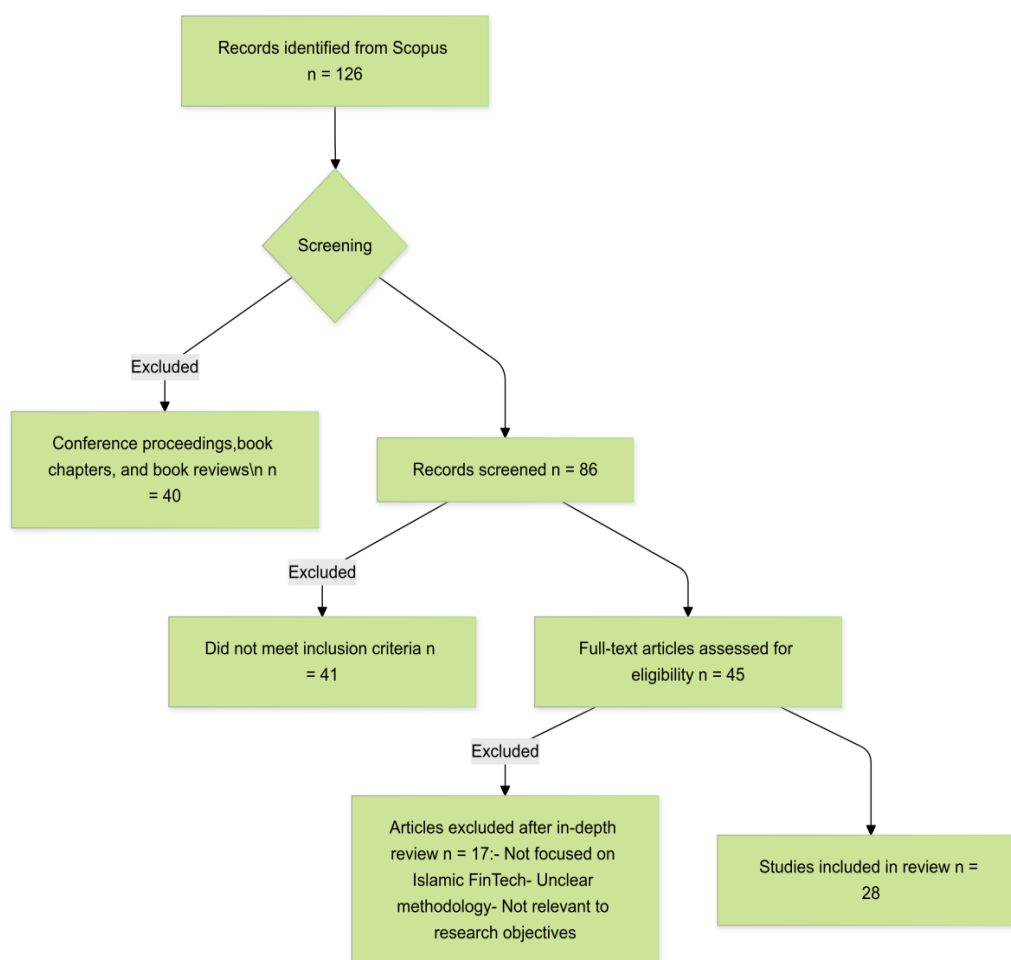 Records identified from Scopus
n = 126
Screening
Excluded
Conference proceedings,book
chapters, and book reviews\n n
= 40
Records screened n = 86
Excluded
Did not meet inclusion criteria n
= 41
Full-text articles assessed for
eligibility n = 45
Excluded
Articles excluded after in-depth
review n = 17:- Not focused on
Islamic FinTech- Unclear
methodology- Not relevant to
research objectives
Studies included in review n =
28